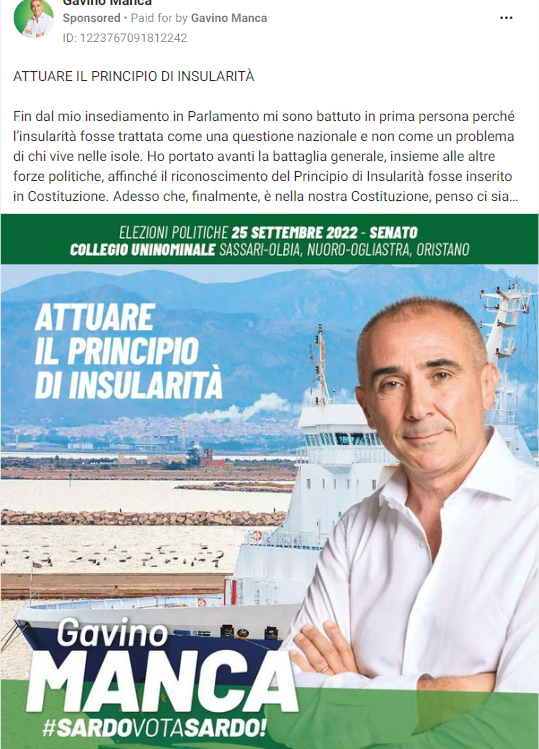 Gavino Manca
Sponsored • Paid for by Gavino Manca
ID: 1223767091812242
ATTUARE IL PRINCIPIO DI INSULARITÀ
Fin dal mio insediamento in Parlamento mi sono battuto in prima persona perché
l'insularità fosse trattata come una questione nazionale e non come un problema
di chi vive nelle isole. Ho portato avanti la battaglia generale, insieme alle altre
forze politiche, affinché il riconoscimento del Principio di Insularità fosse inserito
in Costituzione. Adesso che, finalmente, è nella nostra Costituzione, penso ci sia...
ELEZIONI POLITICHE 25 SETTEMBRE 2022 - SENATO
COLLEGIO UNINOMINALE SASSARI-OLBIA, NUORO-OGLIASTRA, ORISTANO
ATTUARE
IL PRINCIPIO
DI INSULARITÀ
Gavino
MANCA
#SARDOVOTASARDO!